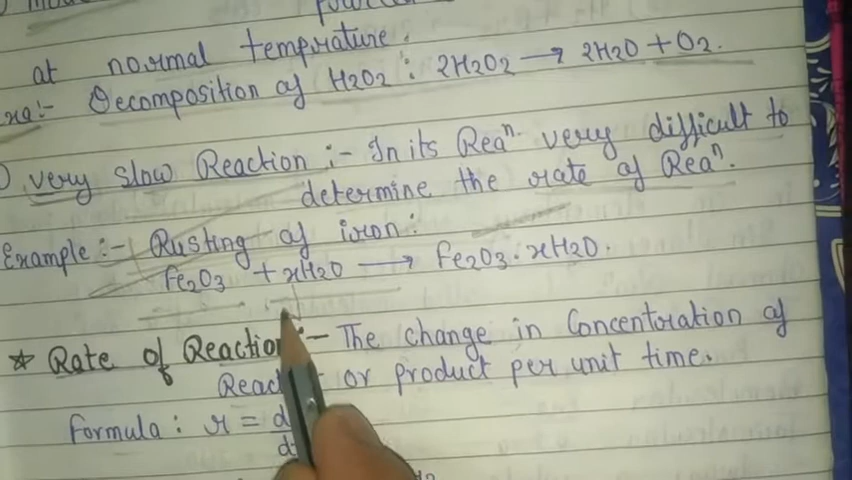 at normal temprature.
Decomposition of H2O2 : 2H2O2 → 2H2O + O2.
very slow Reaction :- In its Reaⁿ very difficult to
determine the rate of Reaⁿ.
Example :- Rusting of iron :
Fe2O3 + xH2O → Fe2O3·xH2O.
* Rate of Reaction :- The change in Concentration of
or product per unit time.
Formula : r =